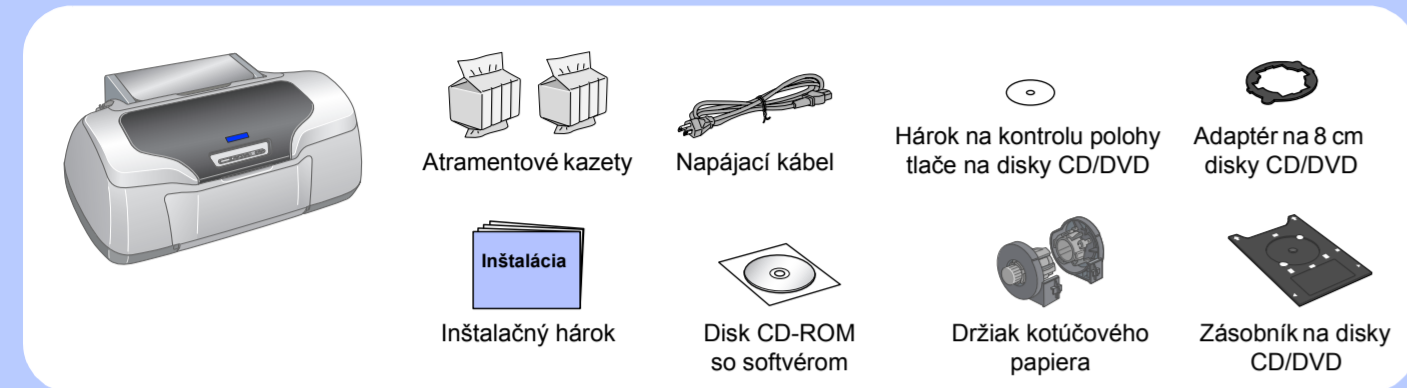 Atramentové kazety
Napájací kábel
Hárok na kontrolu polohy
tlače na disky CD/DVD
Adaptér na 8 cm
disky CD/DVD
Inštalácia
Inštalačný hárok
Disk CD-ROM
so softvérom
Držiak kotúčového
papiera
Zásobník na disky
CD/DVD